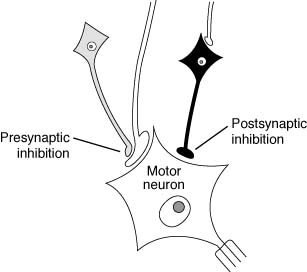 Presynaptic
inhibition
Postsynaptic
inhibition
Motor
neuron